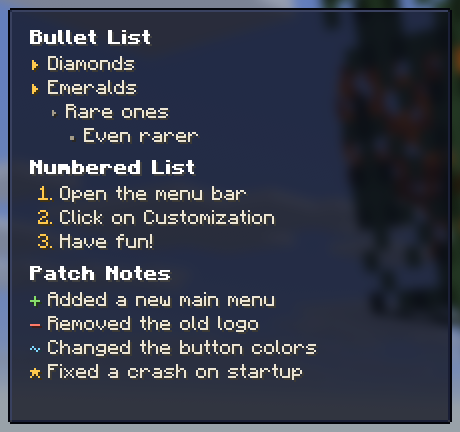 Bullet List
Diamonds
Emeralds
Rare ones
Even rarer
Numbered List
1. Open the menu bar
2. Click on Customization
3. Have fun!
Patch Notes
+ Added a new main menu
- Removed the old logo
~ Changed the button colors
★ Fixed a crash on startup